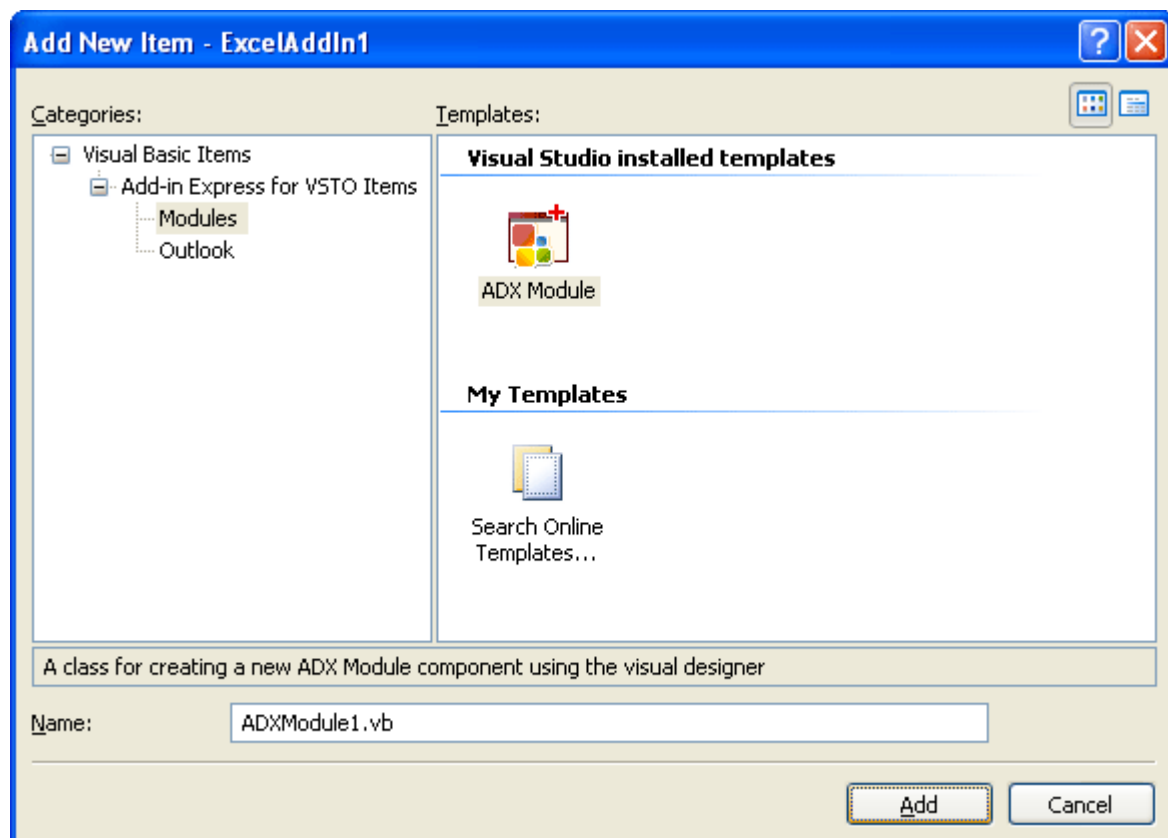 Add New Item - ExcelAddIn1
Categories:
Templates:
Visual Basic Items
Add-in Express for VSTO Items
Modules
Outlook
Visual Studio installed templates
ADX Module
My Templates
Search Online
Templates...
A class for creating a new ADX Module component using the visual designer
Name:
ADXModule1.vb
Add
Cancel